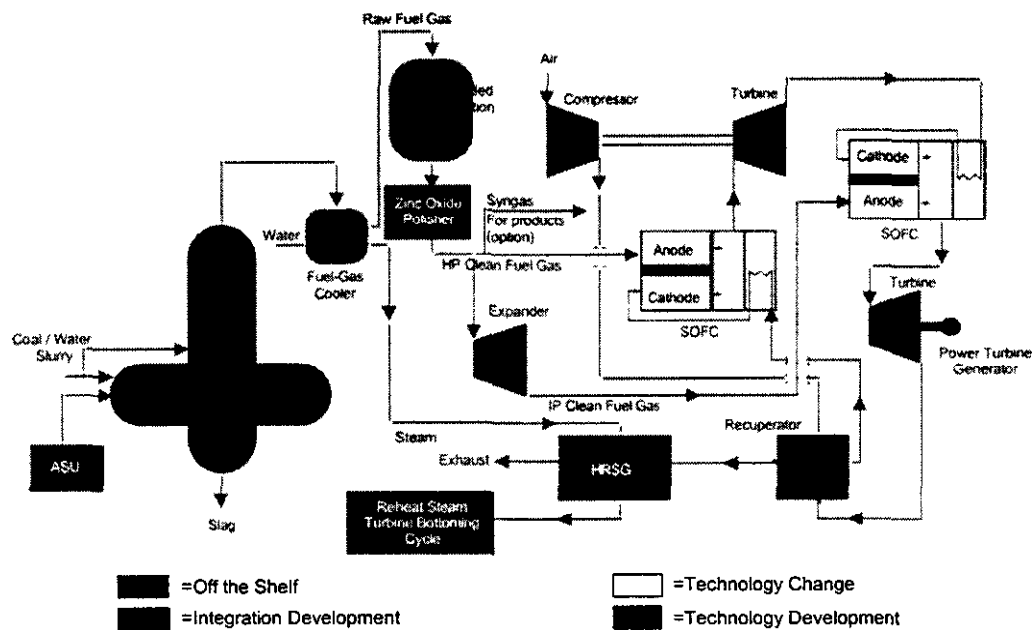 Raw Fuel Gas
Air
Compressor
Turbine
Cathode
Anode
SOFC
Zinc Oxide
Polisher
Syngas
For products
(option)
Water
Fuel-Gas
Cooler
HP Clean Fuel Gas
Anode
Cathode
SOFC
Expander
Turbine
Power Turbine
Generator
Coal / Water
Slurry
IP Clean Fuel Gas
Steam
Recuperator
ASU
Exhaust
HRSG
Slag
Reheat Steam
Turbine Bottoming
Cycle
=Off the Shelf
=Technology Change
=Integration Development
=Technology Development